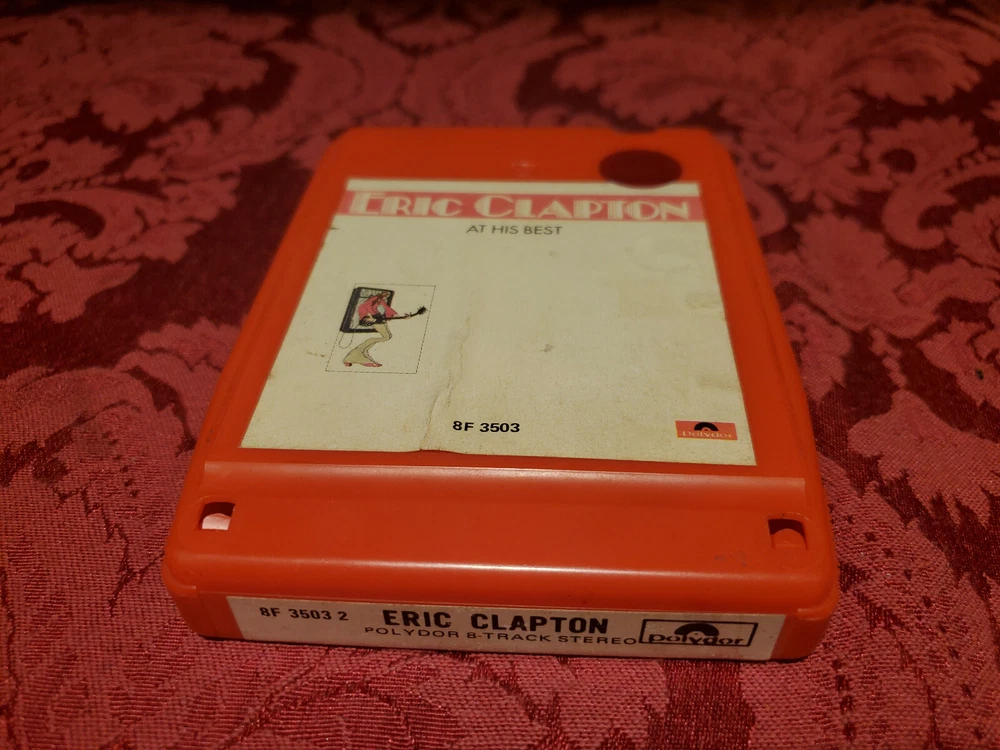 ERIC CLAPTON
AT HIS BEST
8F 3503
polydor
8F 3503 2
ERIC CLAPTON
POLYDOR 8-TRACK STEREO
polydor